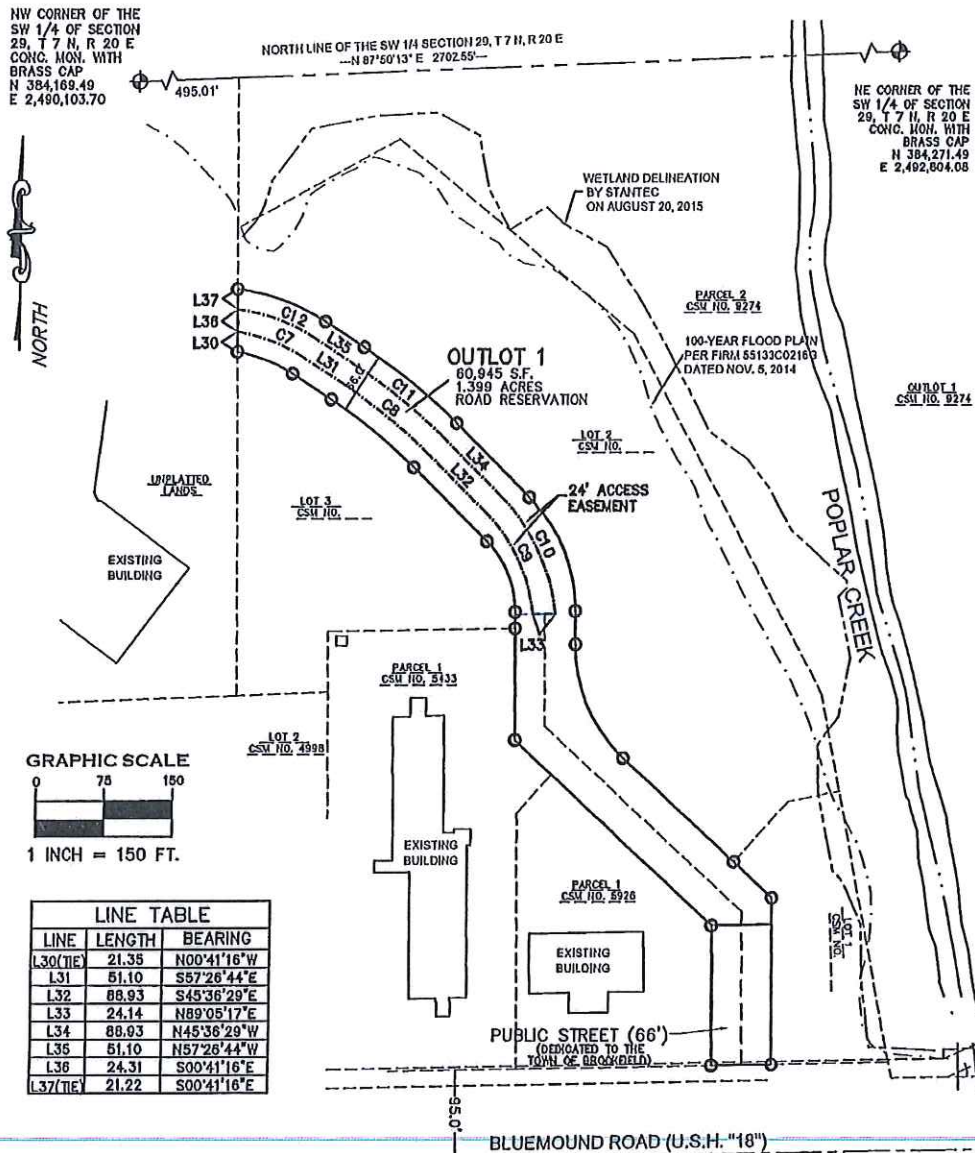 NW CORNER OF THE
SW 1/4 OF SECTION
29, T 7 N, R 20 E
CONC. MON. WITH
BRASS CAP
N 384,169.49
E 2,490,103.70
NORTH LINE OF THE SW 1/4 SECTION 29, T 7 N, R 20 E
---N 87°50'13" E 2702.55'---
495.01'
NE CORNER OF THE
SW 1/4 OF SECTION
29, T 7 N, R 20 E
CONC. MON. WITH
BRASS CAP
N 384,271.49
E 2,492,804.08
NORTH
WETLAND DELINEATION
BY STANTEC
ON AUGUST 20, 2015
PARCEL 2
CSM NO. 9274
100-YEAR FLOOD PLAIN
PER FIRM 55133C0216G
DATED NOV. 5, 2014
OUTLOT 1
CSM NO. 9274
L37
L36
L30
C12
C7
L35
L31
C11
C8
L34
L32
C10
C9
L33
OUTLOT 1
60,945 S.F.
1.399 ACRES
ROAD RESERVATION
LOT 2
CSM NO. ____
24' ACCESS
EASEMENT
UNPLATTED
LANDS
LOT 3
CSM NO. ____
EXISTING
BUILDING
POPLAR CREEK
PARCEL 1
CSM NO. 5433
LOT 2
CSM NO. 4998
GRAPHIC SCALE
0 75 150
1 INCH = 150 FT.
EXISTING
BUILDING
PARCEL 1
CSM NO. 5926
LOT 1
CSM NO.
EXISTING
BUILDING
LINE TABLE
LINE LENGTH BEARING
L30(TIE) 21.35 N00°41'16"W
L31 51.10 S57°26'44"E
L32 88.93 S45°36'29"E
L33 24.14 N89°05'17"E
L34 88.93 N45°36'29"W
L35 51.10 N57°26'44"W
L36 24.31 S00°41'16"E
L37(TIE) 21.22 S00°41'16"E
PUBLIC STREET (66')
(DEDICATED TO THE
TOWN OF BROOKFIELD)
95.0'
BLUEMOUND ROAD (U.S.H. "18")